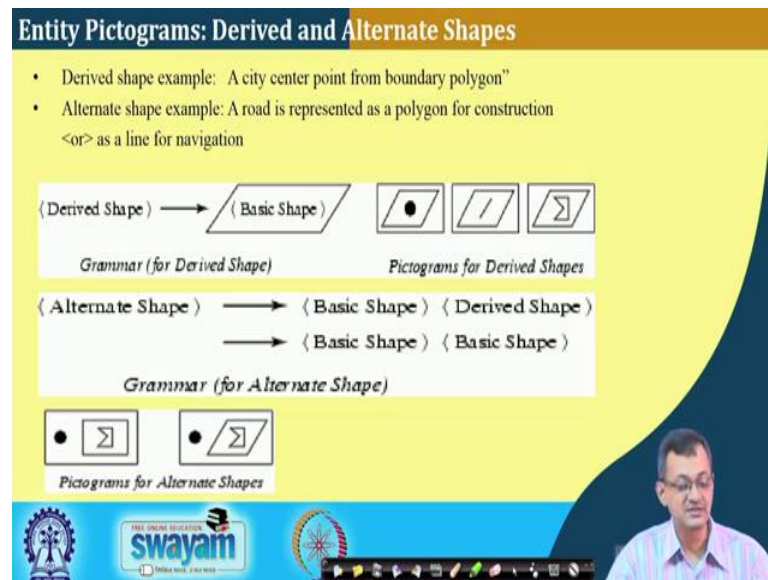 Entity Pictograms: Derived and Alternate Shapes
• Derived shape example: A city center point from boundary polygon”
• Alternate shape example: A road is represented as a polygon for construction
<or> as a line for navigation
⟨Derived Shape⟩ ⟶ ⟨Basic Shape⟩
Grammar (for Derived Shape)
Pictograms for Derived Shapes
⟨Alternate Shape⟩ ⟶ ⟨Basic Shape⟩ ⟨Derived Shape⟩
⟶ ⟨Basic Shape⟩ ⟨Basic Shape⟩
Grammar (for Alternate Shape)
Pictograms for Alternate Shapes
FREE ONLINE EDUCATION
swayam